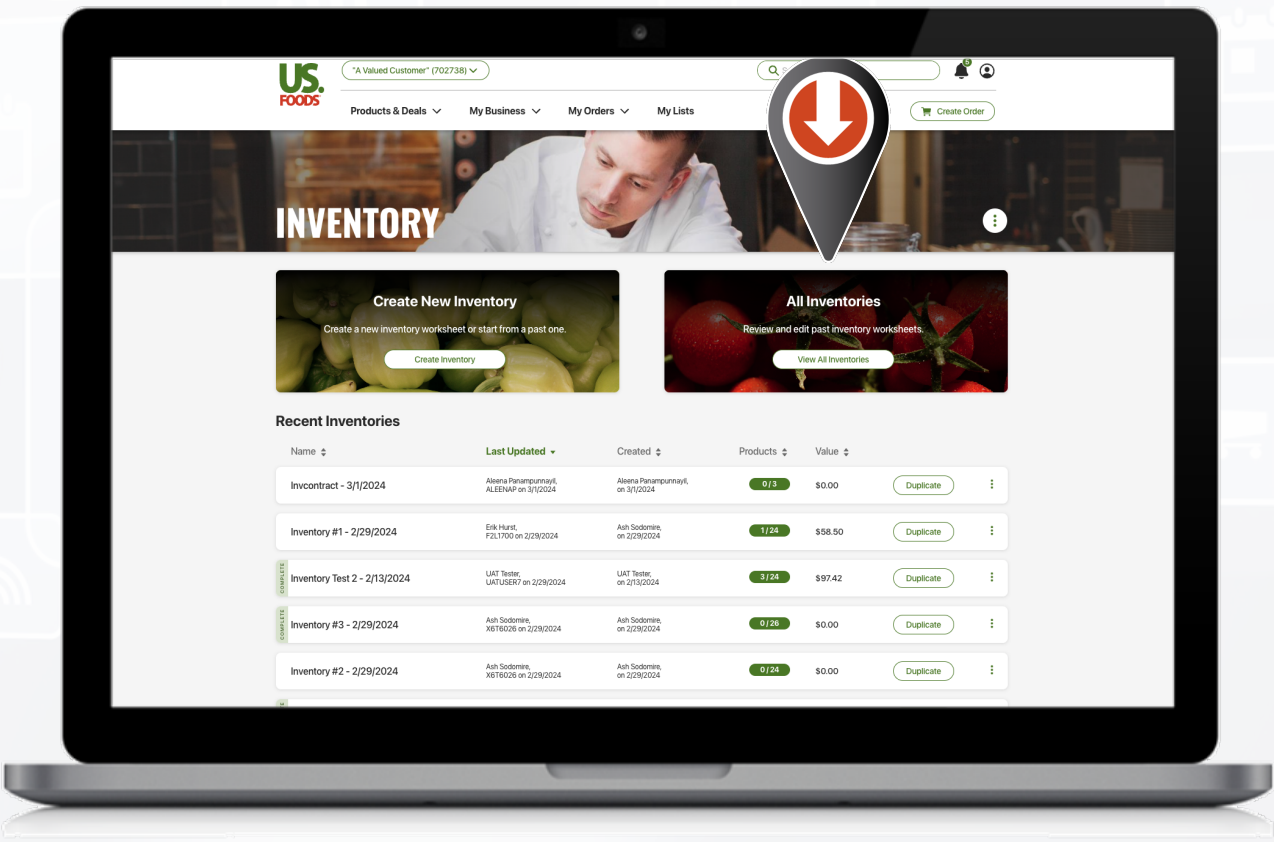 US.
FOODS
"A Valued Customer" (702738)
5
Products & Deals
My Business
My Orders
My Lists
Create Order
INVENTORY
Create New Inventory
Create a new inventory worksheet or start from a past one.
Create Inventory
All Inventories
Review and edit past inventory worksheets.
View All Inventories
Recent Inventories
Name
Last Updated
Created
Products
Value
Invcontract - 3/1/2024
Aleena Panampunnayil,
ALEENAP on 3/1/2024
Aleena Panampunnayil,
on 3/1/2024
0 / 3
$0.00
Duplicate
Inventory #1 - 2/29/2024
Erik Hurst,
F2L1700 on 2/29/2024
Ash Sodomire,
on 2/29/2024
1 / 24
$58.50
Duplicate
COMPLETE
Inventory Test 2 - 2/13/2024
UAT Tester,
UATUSER7 on 2/29/2024
UAT Tester,
on 2/13/2024
3 / 24
$97.42
Duplicate
COMPLETE
Inventory #3 - 2/29/2024
Ash Sodomire,
X6T6026 on 2/29/2024
Ash Sodomire,
on 2/29/2024
0 / 26
$0.00
Duplicate
Inventory #2 - 2/29/2024
Ash Sodomire,
X6T6026 on 2/29/2024
Ash Sodomire,
on 2/29/2024
0 / 24
$0.00
Duplicate